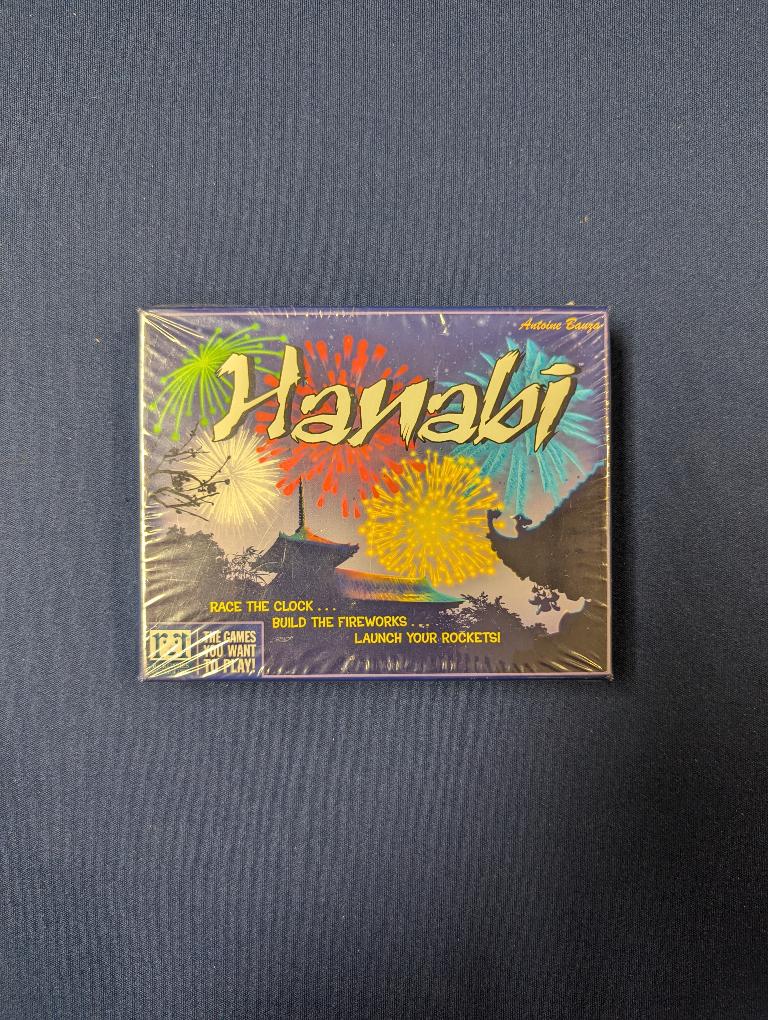 Antoine Bauza
Hanabi
RACE THE CLOCK . . .
BUILD THE FIREWORKS . . .
LAUNCH YOUR ROCKETS!
THE GAMES
YOU WANT
TO PLAY!